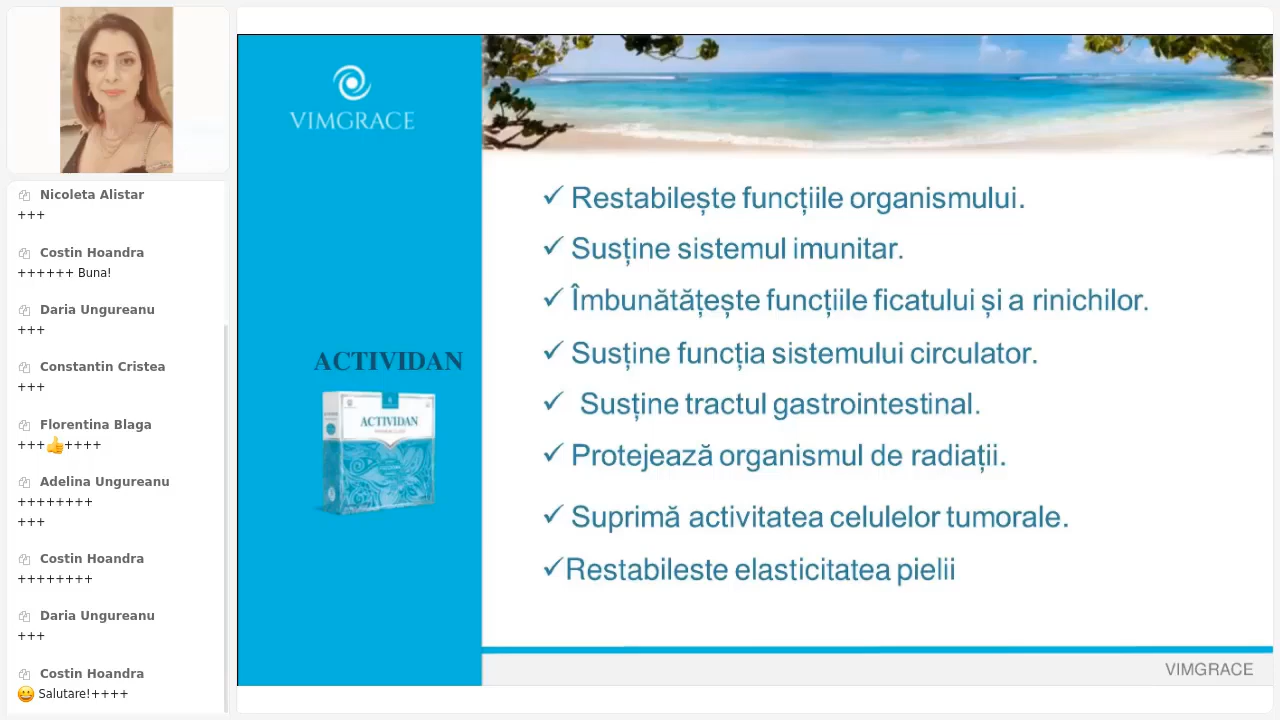 Nicoleta Alistar
+++
Costin Hoandra
++++++ Buna!
Daria Ungureanu
+++
Constantin Cristea
+++
Florentina Blaga
+++👍++++
Adelina Ungureanu
++++++++
+++
Costin Hoandra
++++++++
Daria Ungureanu
+++
Costin Hoandra
😀 Salutare!++++
VIMGRACE
ACTIVIDAN
ACTIVIDAN
✓ Restabilește funcțiile organismului.
✓ Susține sistemul imunitar.
✓ Îmbunătățește funcțiile ficatului și a rinichilor.
✓ Susține funcția sistemului circulator.
✓ Susține tractul gastrointestinal.
✓ Protejează organismul de radiații.
✓ Suprimă activitatea celulelor tumorale.
✓Restabileste elasticitatea pielii
VIMGRACE